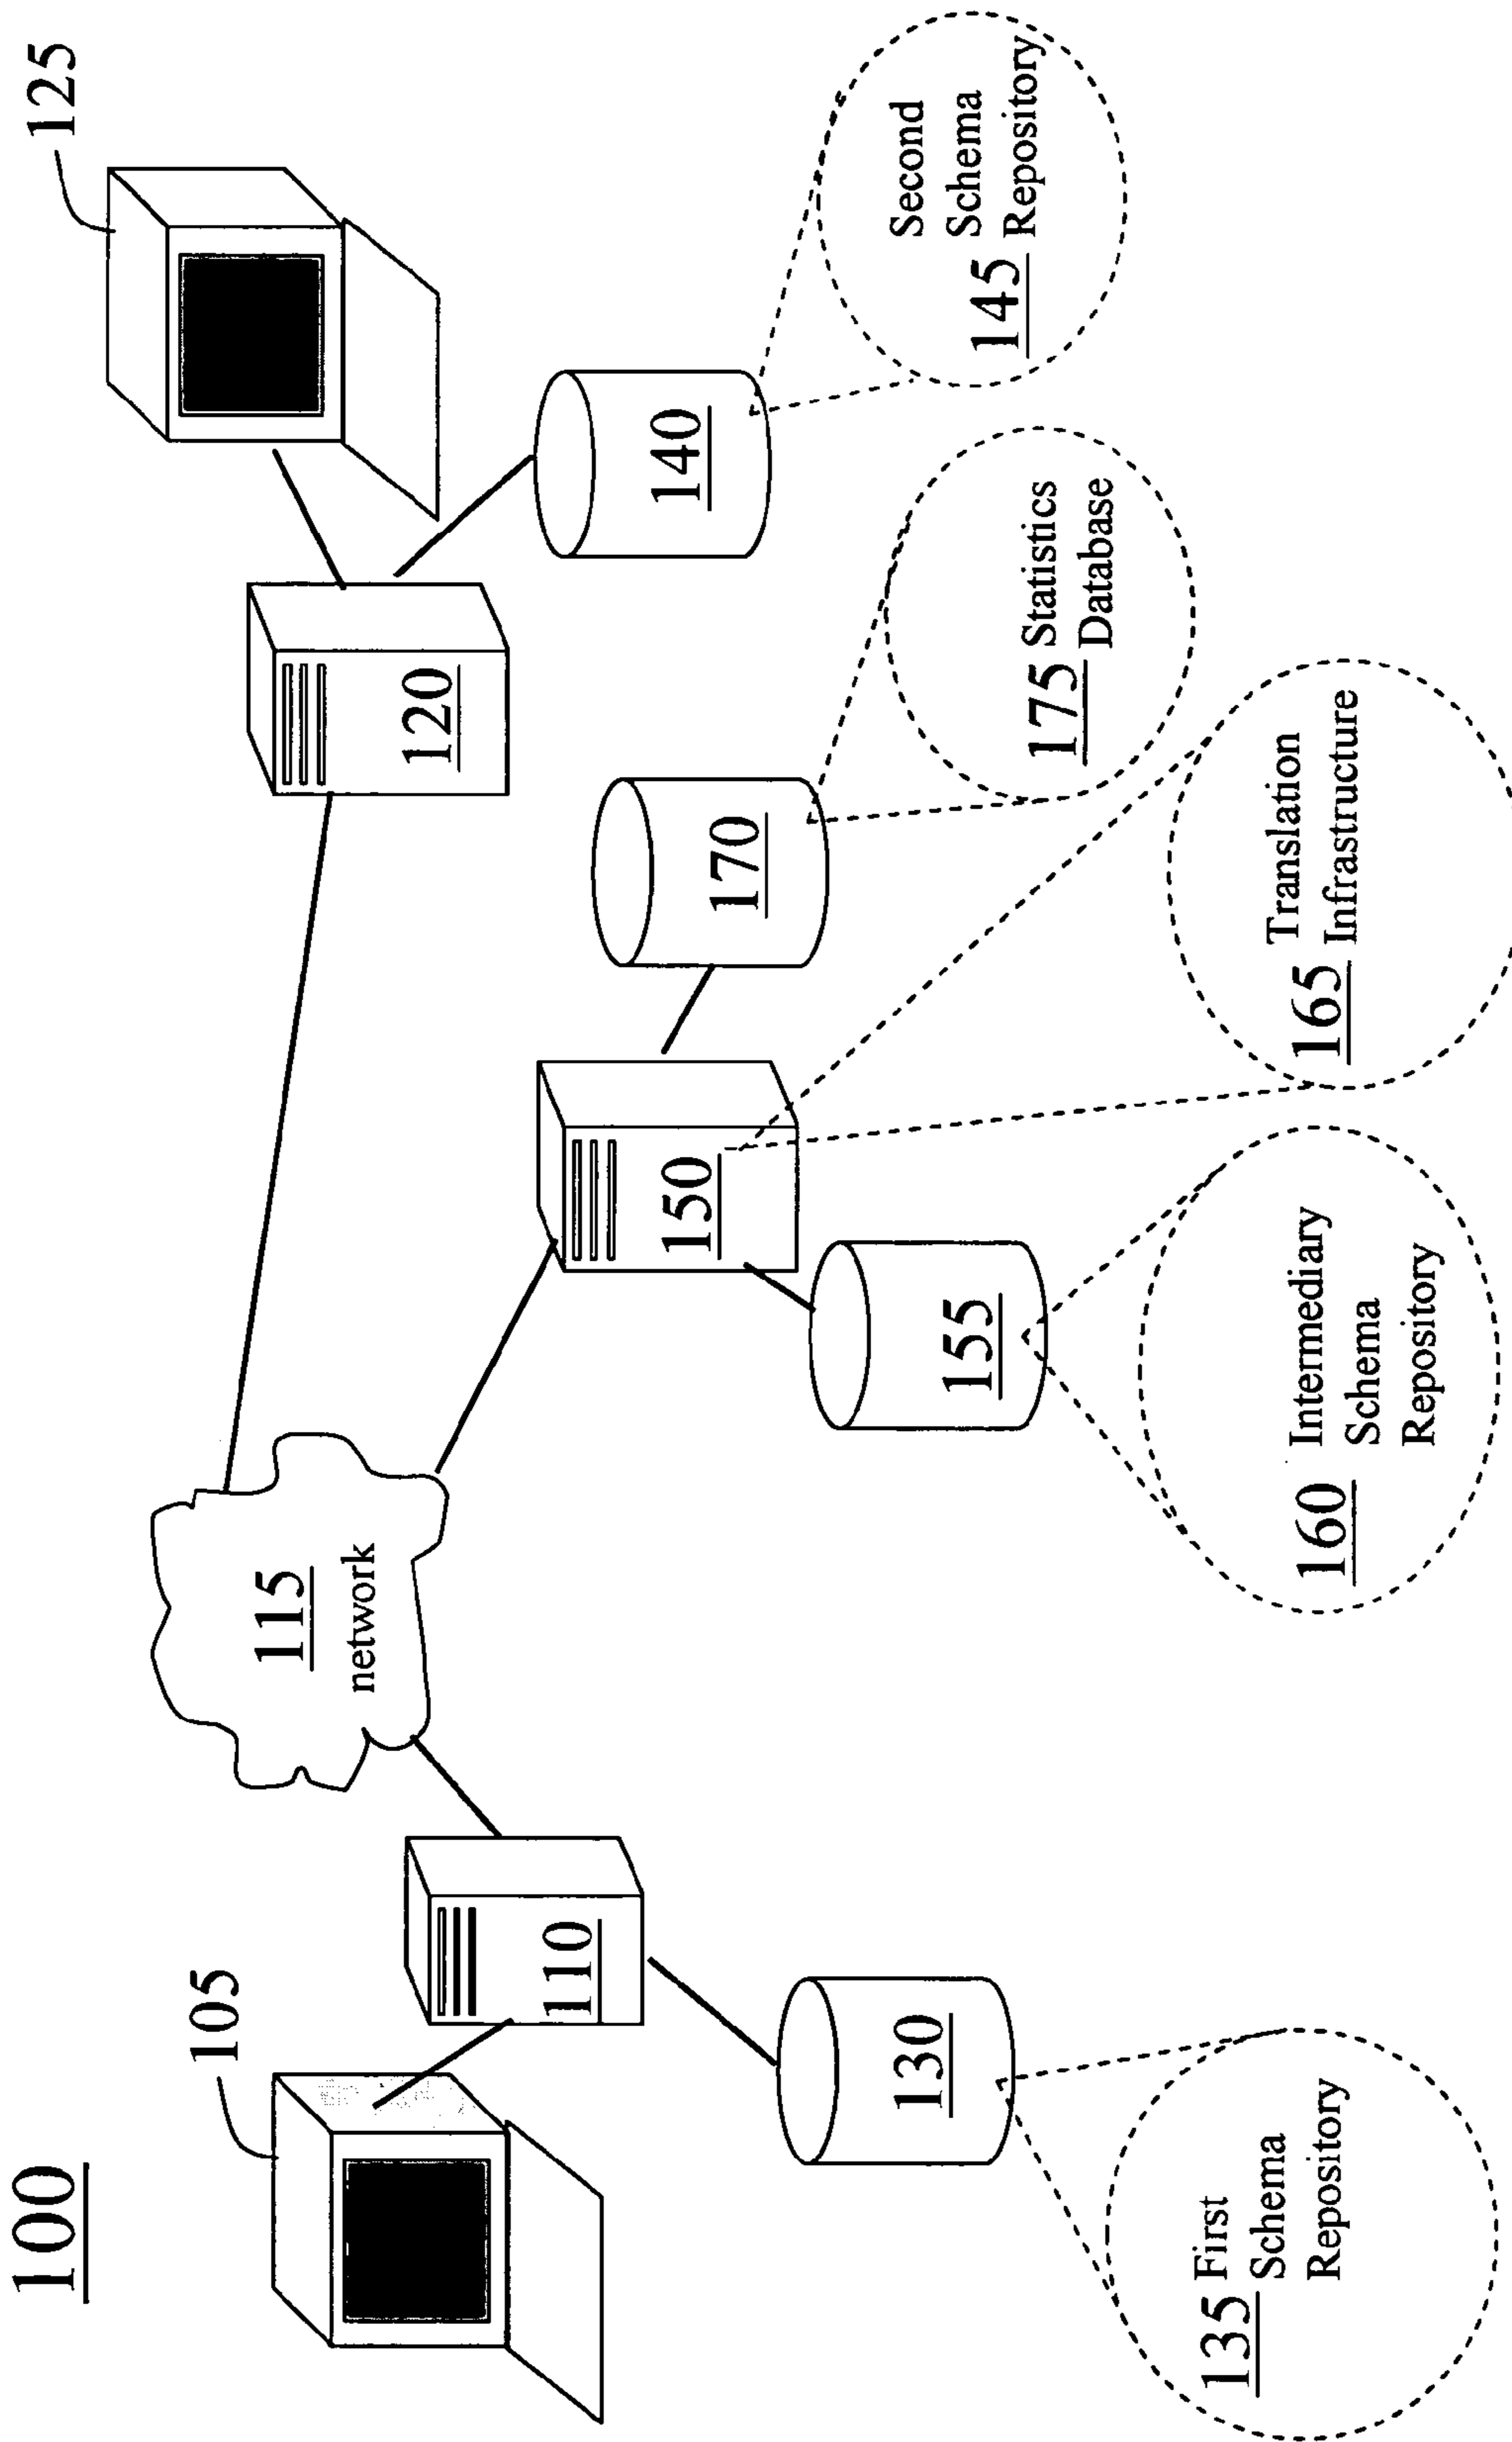 100
105
110
115
network
120
125
130
135 First
Schema
Repository
140
Second
Schema
145 Repository
150
155
160 Intermediary
Schema
Repository
Translation
165 Infrastructure
170
175 Statistics
Database